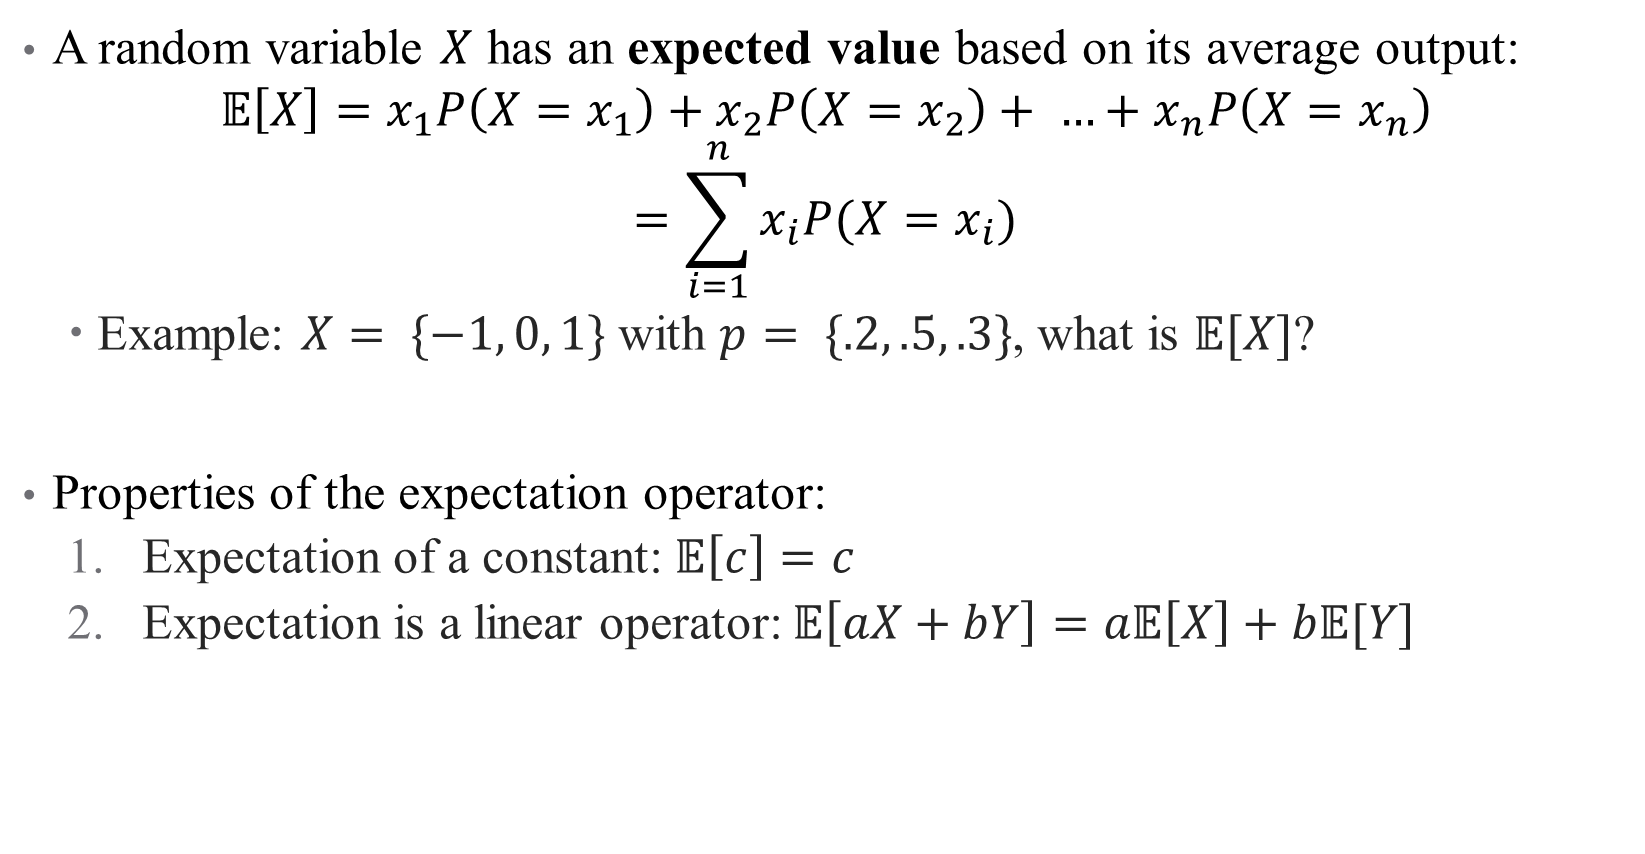 • A random variable 𝑋 has an expected value based on its average output:
𝔼[𝑋] = 𝑥₁𝑃(𝑋 = 𝑥₁) + 𝑥₂𝑃(𝑋 = 𝑥₂) + … + 𝑥ₙ𝑃(𝑋 = 𝑥ₙ)
n
= ∑ 𝑥ᵢ𝑃(𝑋 = 𝑥ᵢ)
i=1
• Example: 𝑋 = {−1, 0, 1} with 𝑝 = {.2, .5, .3}, what is 𝔼[𝑋]?
• Properties of the expectation operator:
1. Expectation of a constant: 𝔼[𝑐] = 𝑐
2. Expectation is a linear operator: 𝔼[𝑎𝑋 + 𝑏𝑌] = 𝑎𝔼[𝑋] + 𝑏𝔼[𝑌]